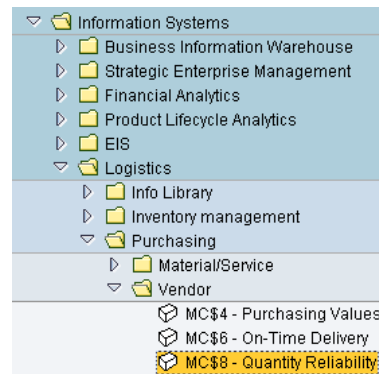 Information Systems
Business Information Warehouse
Strategic Enterprise Management
Financial Analytics
Product Lifecycle Analytics
EIS
Logistics
Info Library
Inventory management
Purchasing
Material/Service
Vendor
MC$4 - Purchasing Values
MC$6 - On-Time Delivery
MC$8 - Quantity Reliability